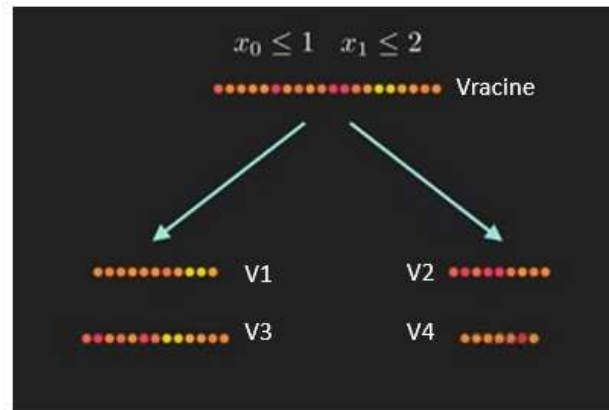 x₀ ≤ 1 x₁ ≤ 2
Vracine
V1 V2
V3 V4